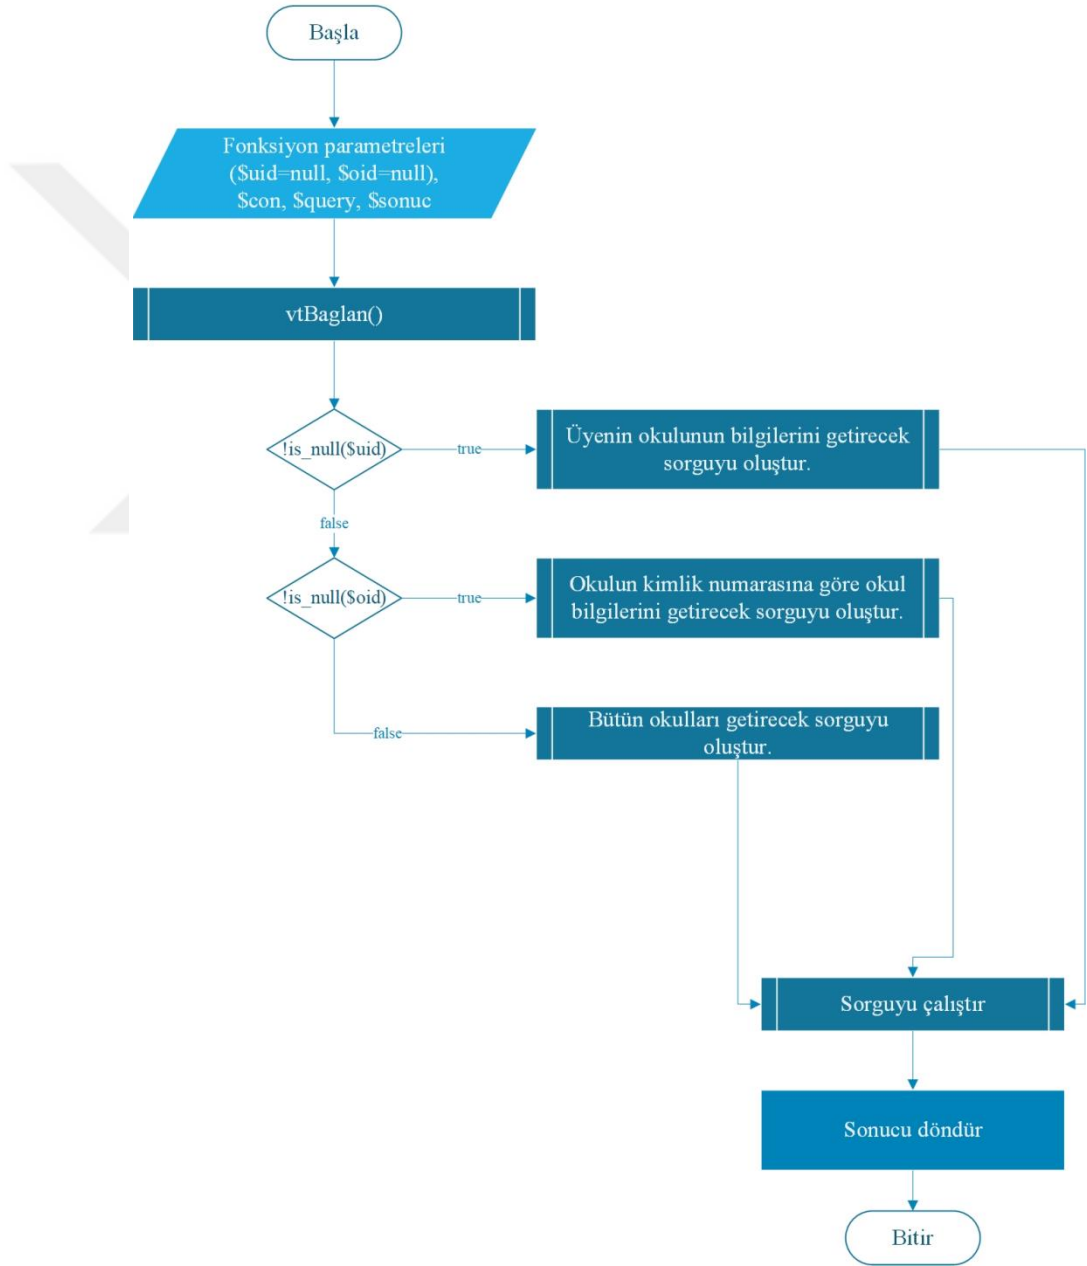 Başla
Fonksiyon parametreleri
($uid=null, $oid=null),
$con, $query, $sonuc
vtBaglan()
!is_null($uid)
true
Üyenin okulunun bilgilerini getirecek
sorguyu oluştur.
false
!is_null($oid)
true
Okulun kimlik numarasına göre okul
bilgilerini getirecek sorguyu oluştur.
false
Bütün okulları getirecek sorguyu
oluştur.
Sorguyu çalıştır
Sonucu döndür
Bitir